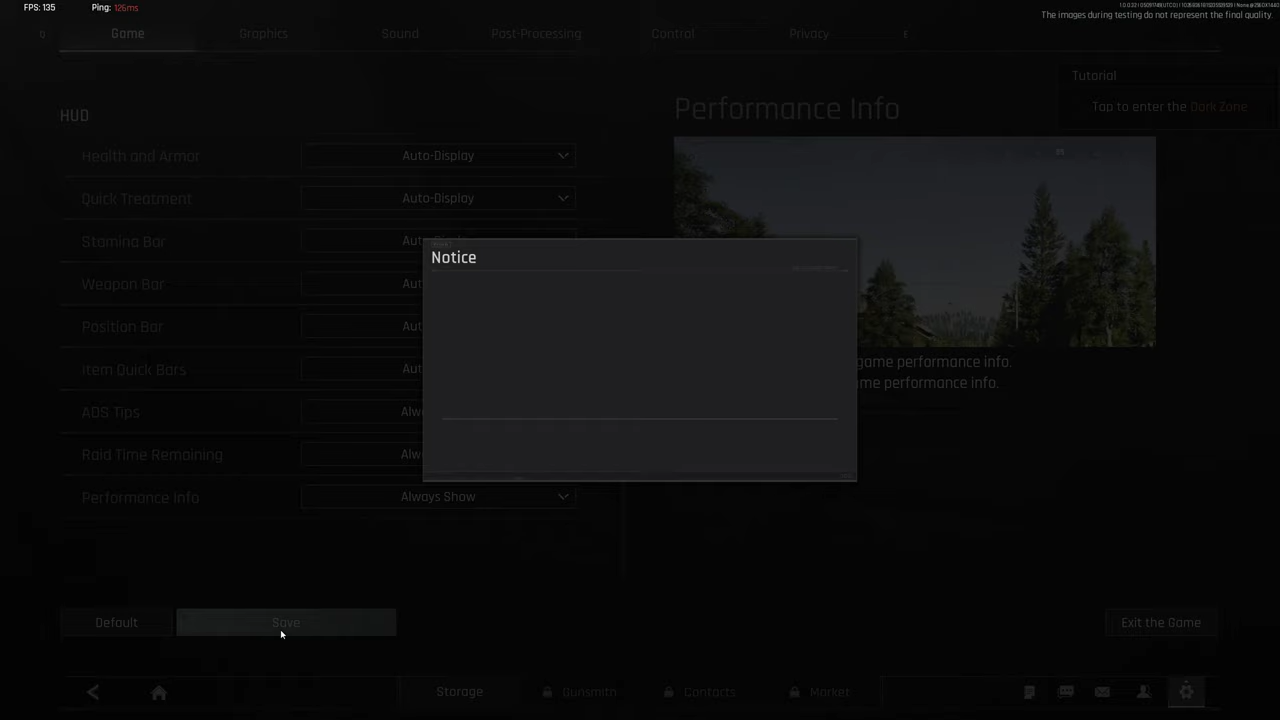 FPS: 135
Ping: 126ms
The images during testing do not represent the final quality.
Game
Graphics
Sound
Post-Processing
Control
Privacy
Tutorial
Tap to enter the Dark Zone
HUD
Performance Info
Health and Armor
Auto-Display
Quick Treatment
Auto-Display
Stamina Bar
Weapon Bar
Position Bar
Item Quick Bars
ADS Tips
Raid Time Remaining
Performance Info
Always Show
Notice
game performance info.
me performance info.
Default
Save
Exit the Game
Storage
Gunsmith
Contacts
Market